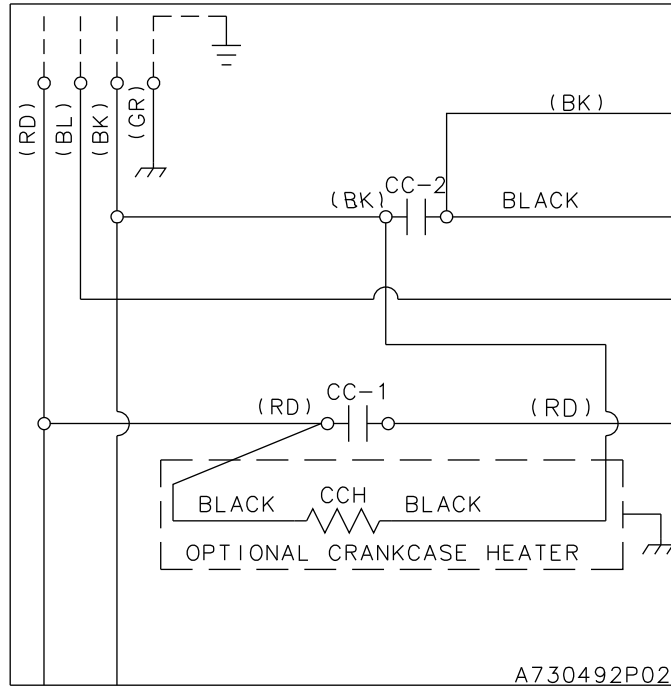 (RD)
(BL)
(BK)
(GR)
(BK)
(BK)
CC-2
BLACK
(RD)
CC-1
(RD)
BLACK
CCH
BLACK
OPTIONAL CRANKCASE HEATER
A730492P02